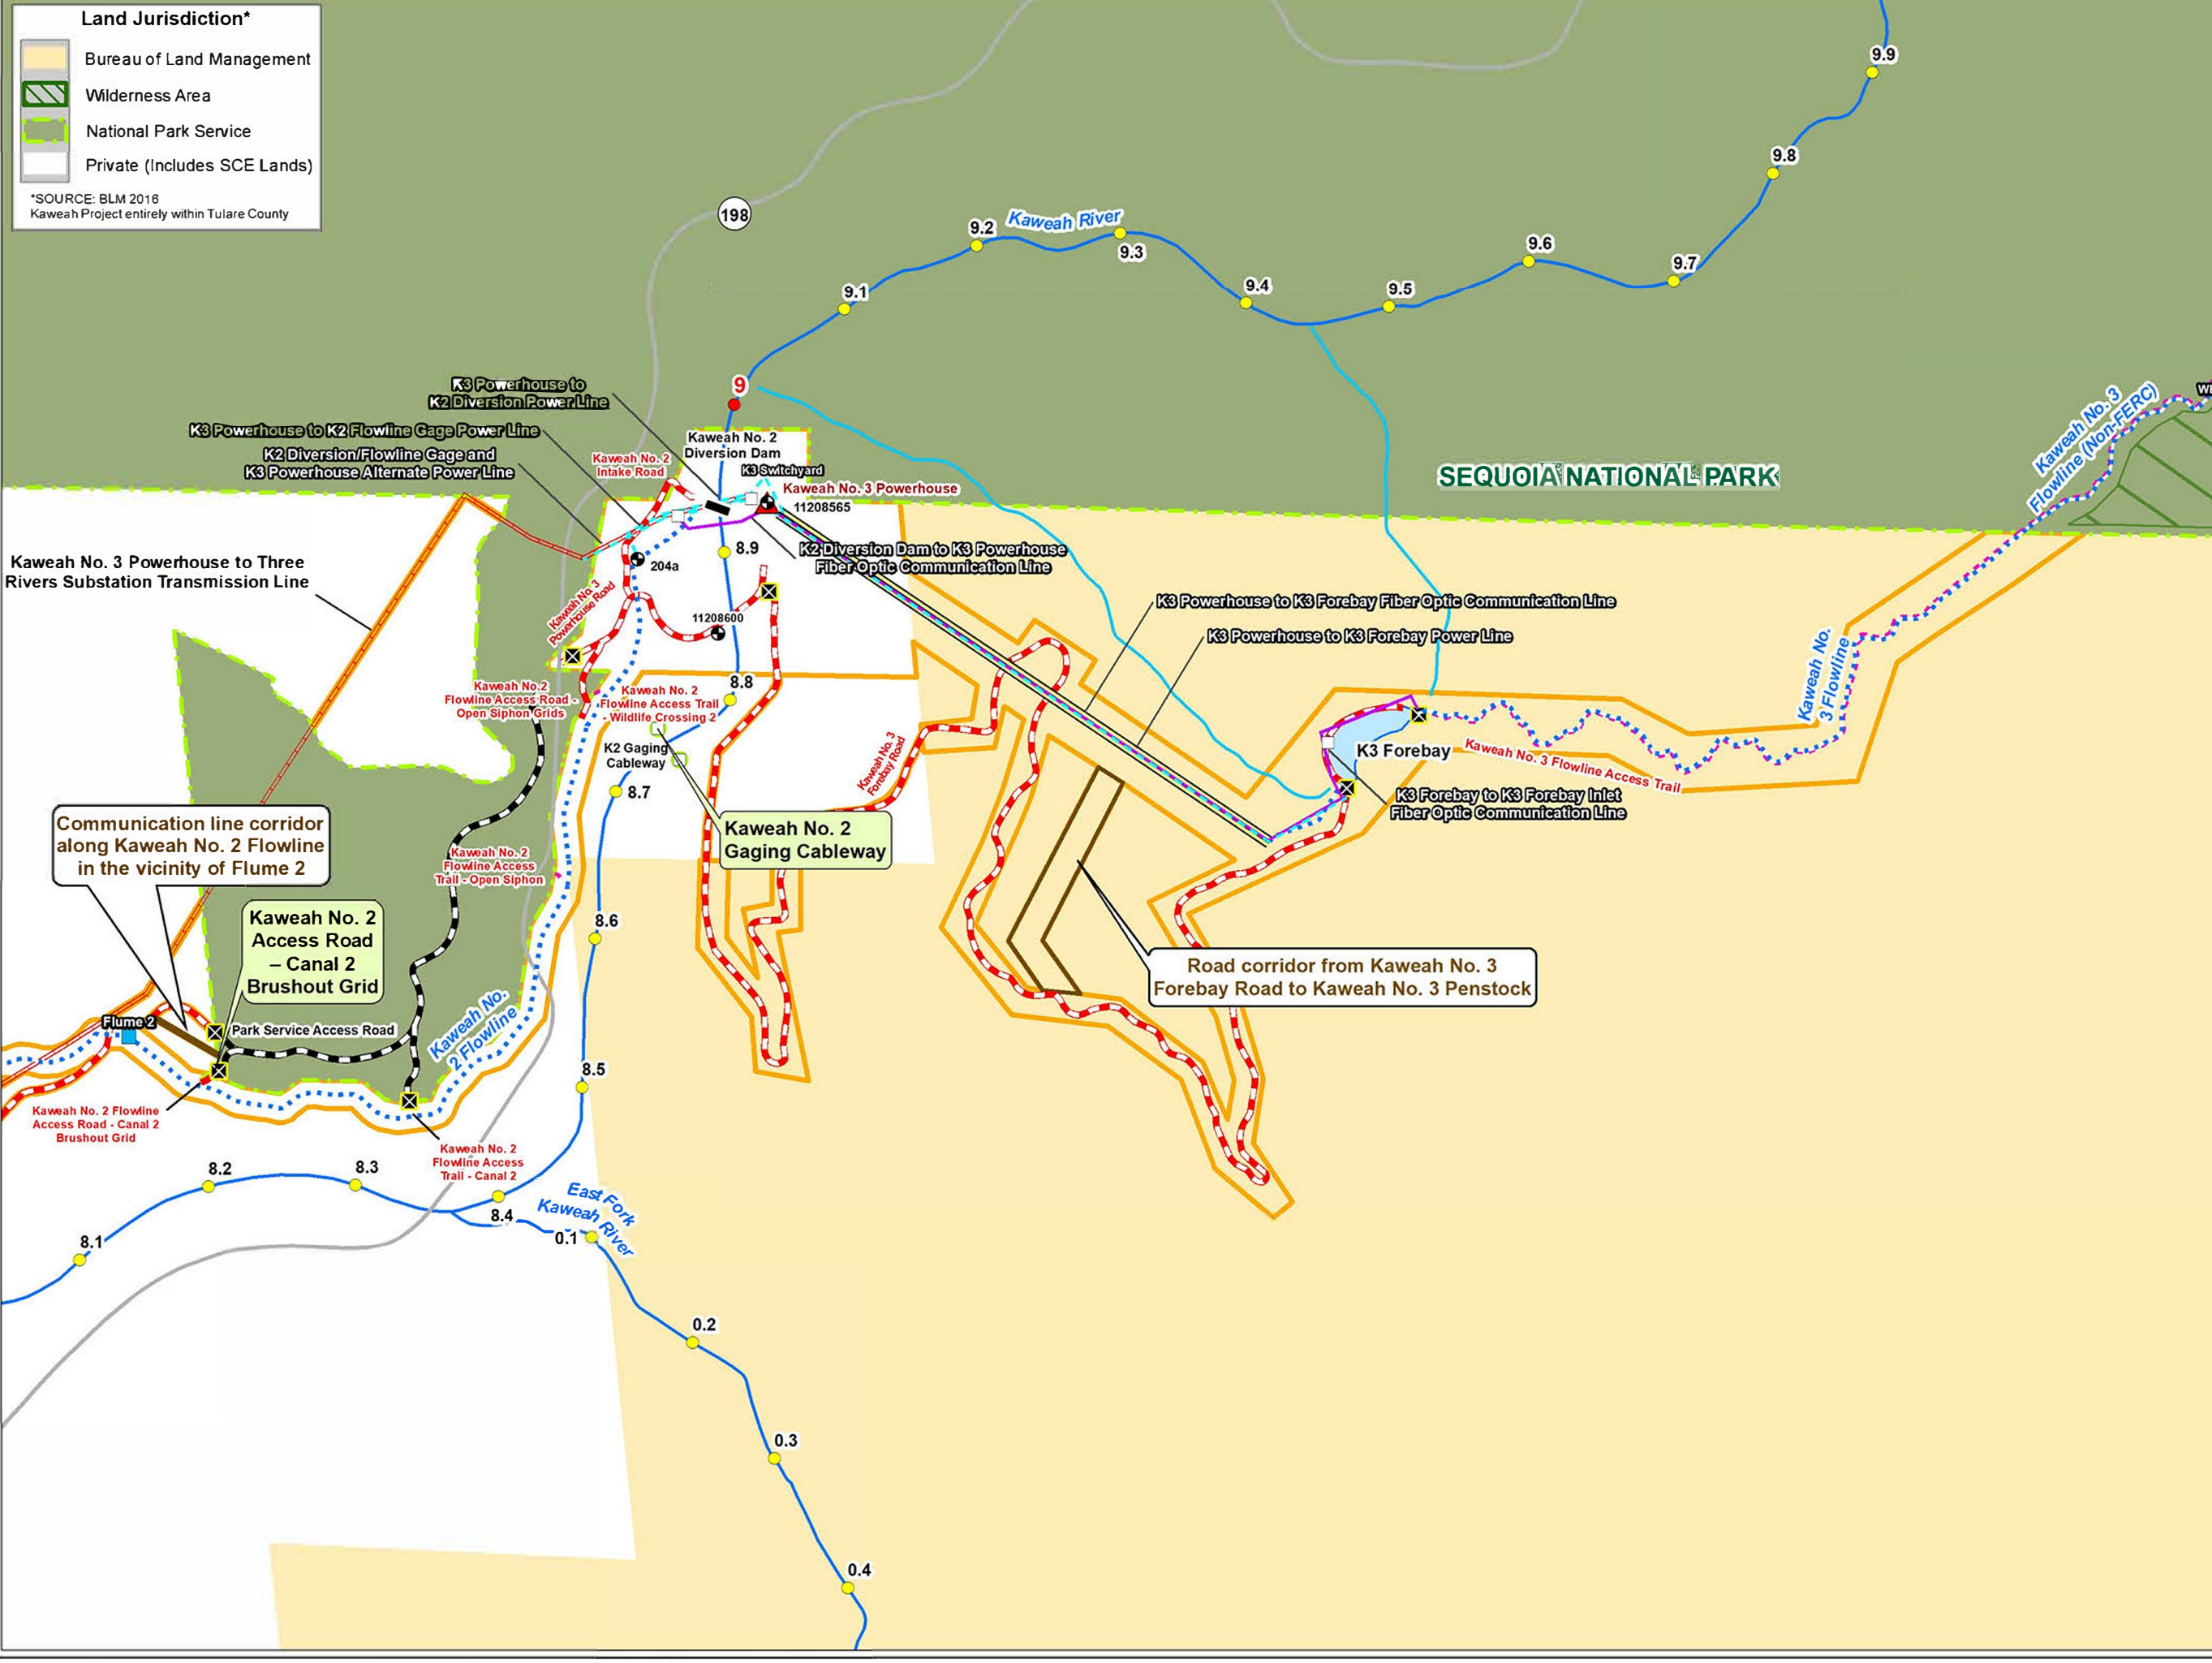 Land Jurisdiction*
Bureau of Land Management
Wilderness Area
National Park Service
Private (Includes SCE Lands)
*SOURCE: BLM 2016
Kaweah Project entirely within Tulare County
9.9
9.8
198
9.2
Kaweah River
9.3
9.6
9.7
9.4
9.5
9.1
9
K3 Powerhouse to
K2 Diversion Power Line
K3 Powerhouse to K2 Flowline Gage Power Line
K2 Diversion/Flowline Gage and
K3 Powerhouse Alternate Power Line
Kaweah No. 2
Intake Road
Kaweah No. 2
Diversion Dam
K3 Switchyard
Kaweah No. 3 Powerhouse
11208565
SEQUOIA NATIONAL PARK
Kaweah No. 3
Flowline (Non-FERC)
Kaweah No. 3 Powerhouse to Three
Rivers Substation Transmission Line
8.9
204a
K2 Diversion Dam to K3 Powerhouse
Fiber Optic Communication Line
Kaweah No. 3
Powerhouse Road
11208600
K3 Powerhouse to K3 Forebay Fiber Optic Communication Line
K3 Powerhouse to K3 Forebay Power Line
Kaweah No.
3 Flowline
Kaweah No.2
Flowline Access Road -
Open Siphon Grids
Kaweah No. 2
Flowline Access Trail
- Wildlife Crossing 2
8.8
K2 Gaging
Cableway
8.7
Kaweah No. 3
Forebay Road
K3 Forebay
Kaweah No. 3 Flowline Access Trail
K3 Forebay to K3 Forebay Inlet
Fiber Optic Communication Line
Kaweah No. 2
Gaging Cableway
Communication line corridor
along Kaweah No. 2 Flowline
in the vicinity of Flume 2
Kaweah No. 2
Flowline Access
Trail - Open Siphon
Kaweah No. 2
Access Road
– Canal 2
Brushout Grid
8.6
Road corridor from Kaweah No. 3
Forebay Road to Kaweah No. 3 Penstock
Flume 2
Park Service Access Road
Kaweah No.
2 Flowline
8.5
Kaweah No. 2 Flowline
Access Road - Canal 2
Brushout Grid
Kaweah No. 2
Flowline Access
Trail - Canal 2
8.2
8.3
8.4
East Fork
Kaweah River
0.1
8.1
0.2
0.3
0.4